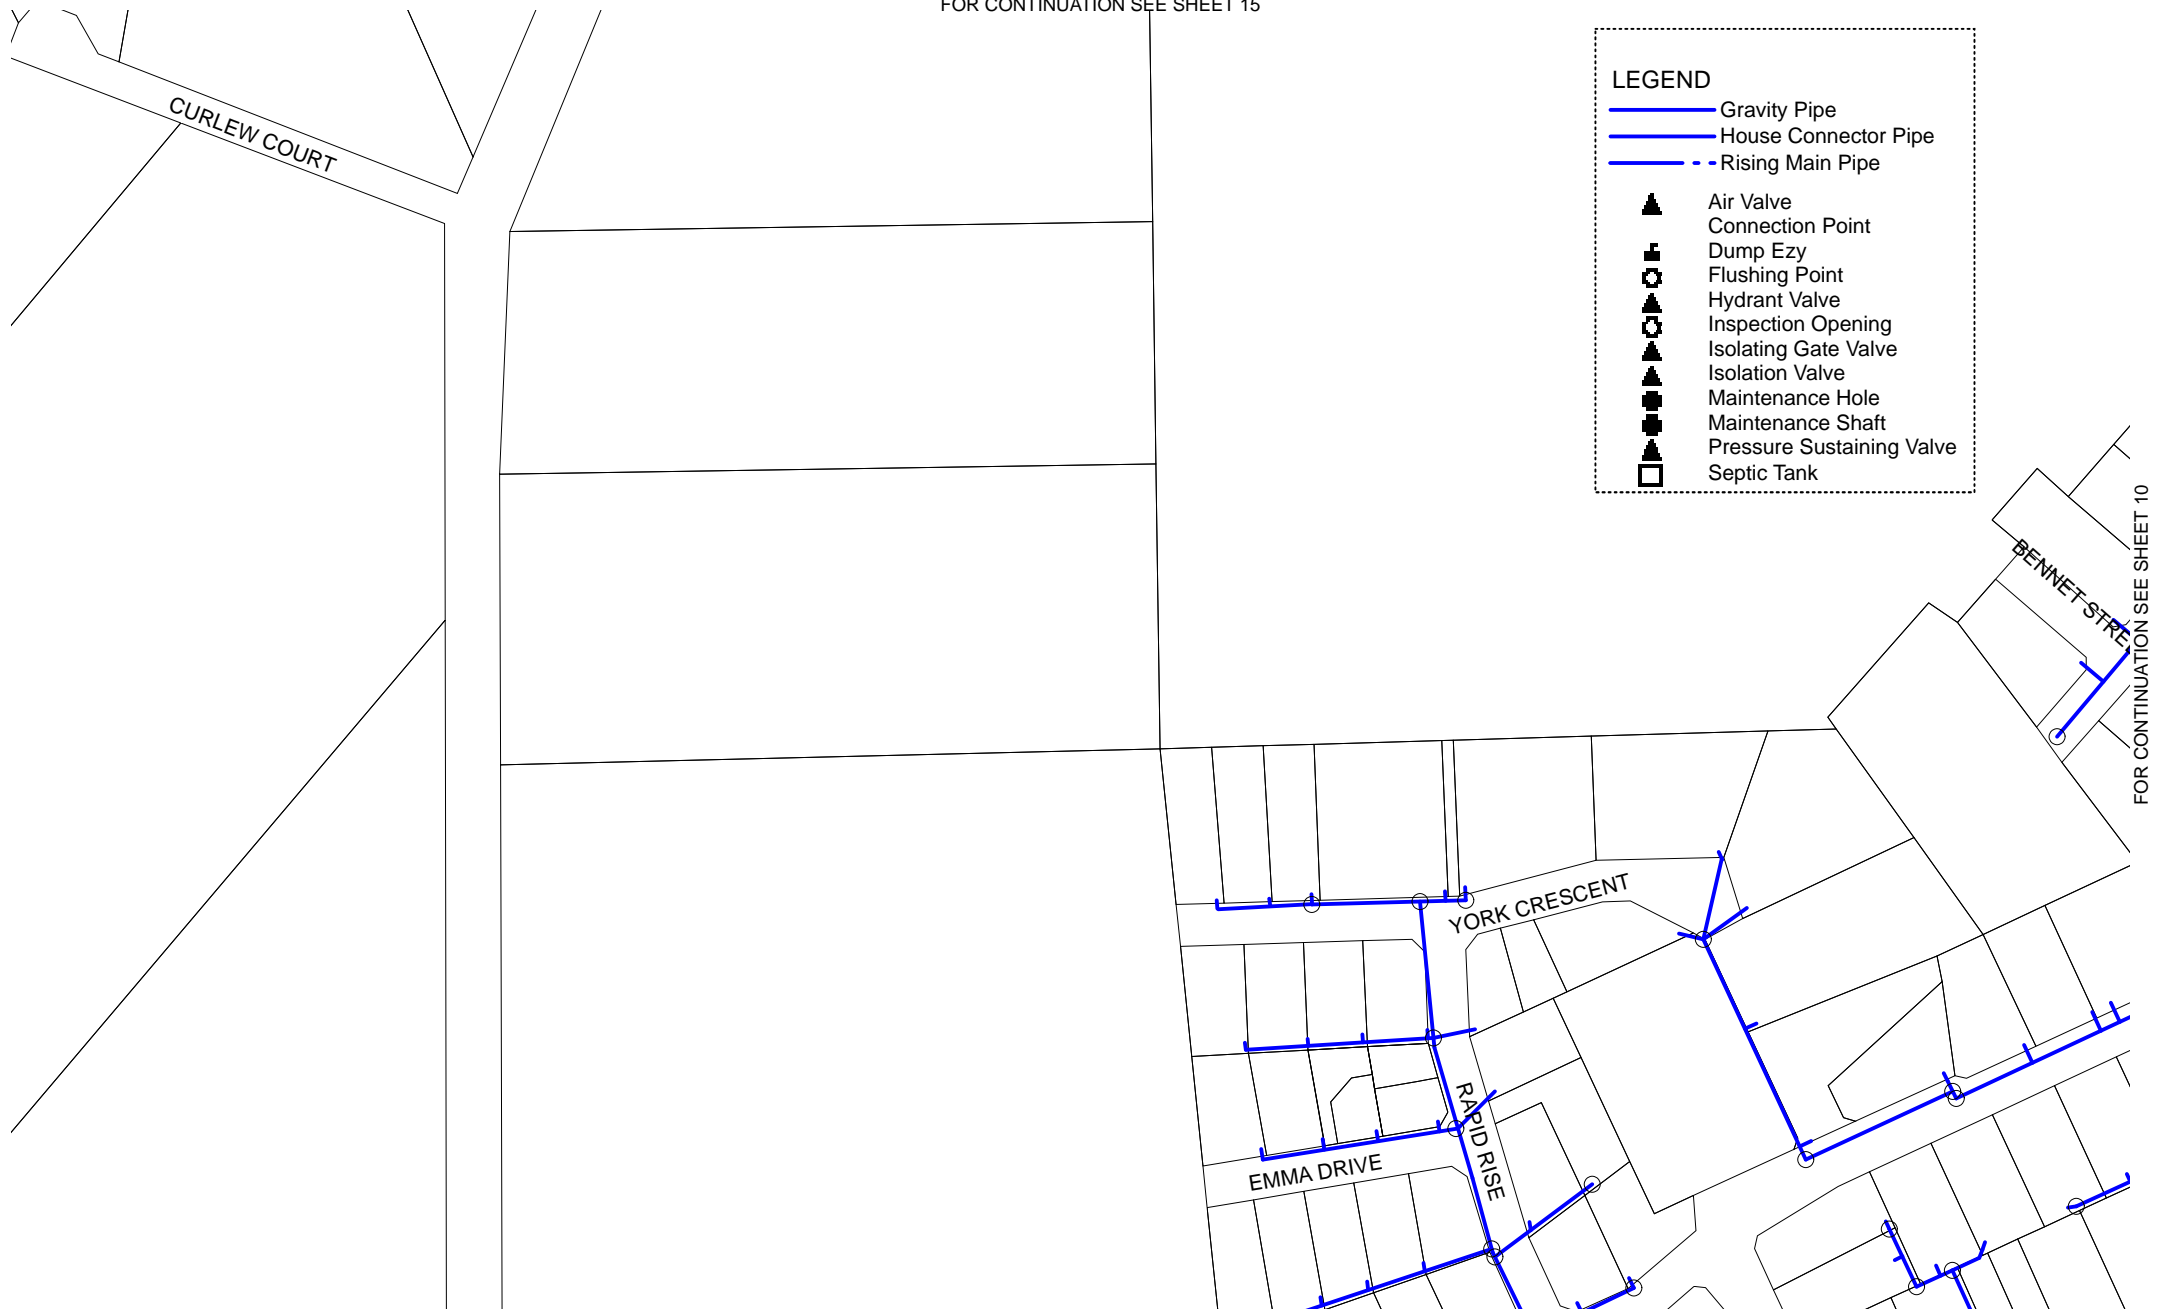 FOR CONTINUATION SEE SHEET 15
LEGEND
Gravity Pipe
House Connector Pipe
Rising Main Pipe
Air Valve
Connection Point
Dump Ezy
Flushing Point
Hydrant Valve
Inspection Opening
Isolating Gate Valve
Isolation Valve
Maintenance Hole
Maintenance Shaft
Pressure Sustaining Valve
Septic Tank
CURLEW COURT
BENNET STRE
FOR CONTINUATION SEE SHEET 10
YORK CRESCENT
RAPID RISE
EMMA DRIVE